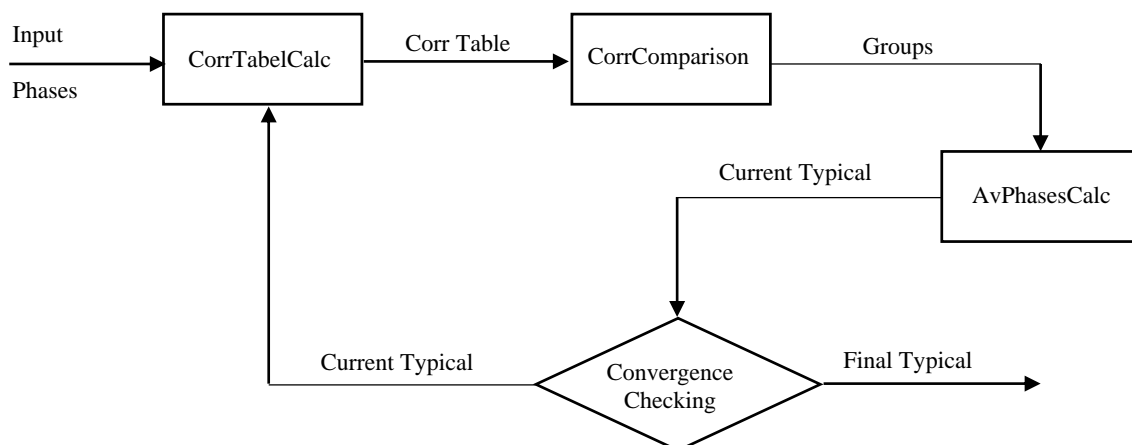 Input
Phases
CorrTabelCalc
Corr Table
CorrComparison
Groups
AvPhasesCalc
Current Typical
Convergence
Checking
Current Typical
Final Typical